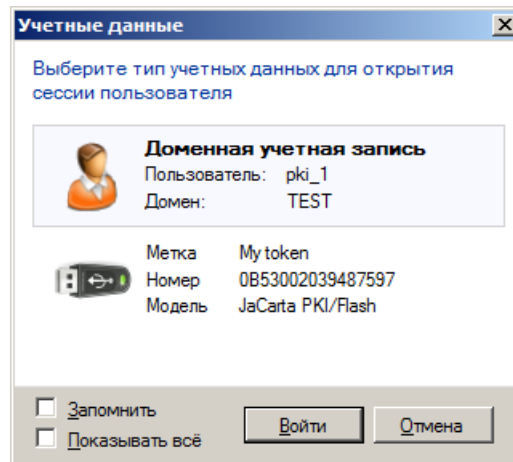 Учетные данные
Выберите тип учетных данных для открытия
сессии пользователя
Доменная учетная запись
Пользователь: pki_1
Домен: TEST
Метка My token
Номер 0B53002039487597
Модель JaCarta PKI/Flash
Запомнить
Показывать всё
Войти
Отмена